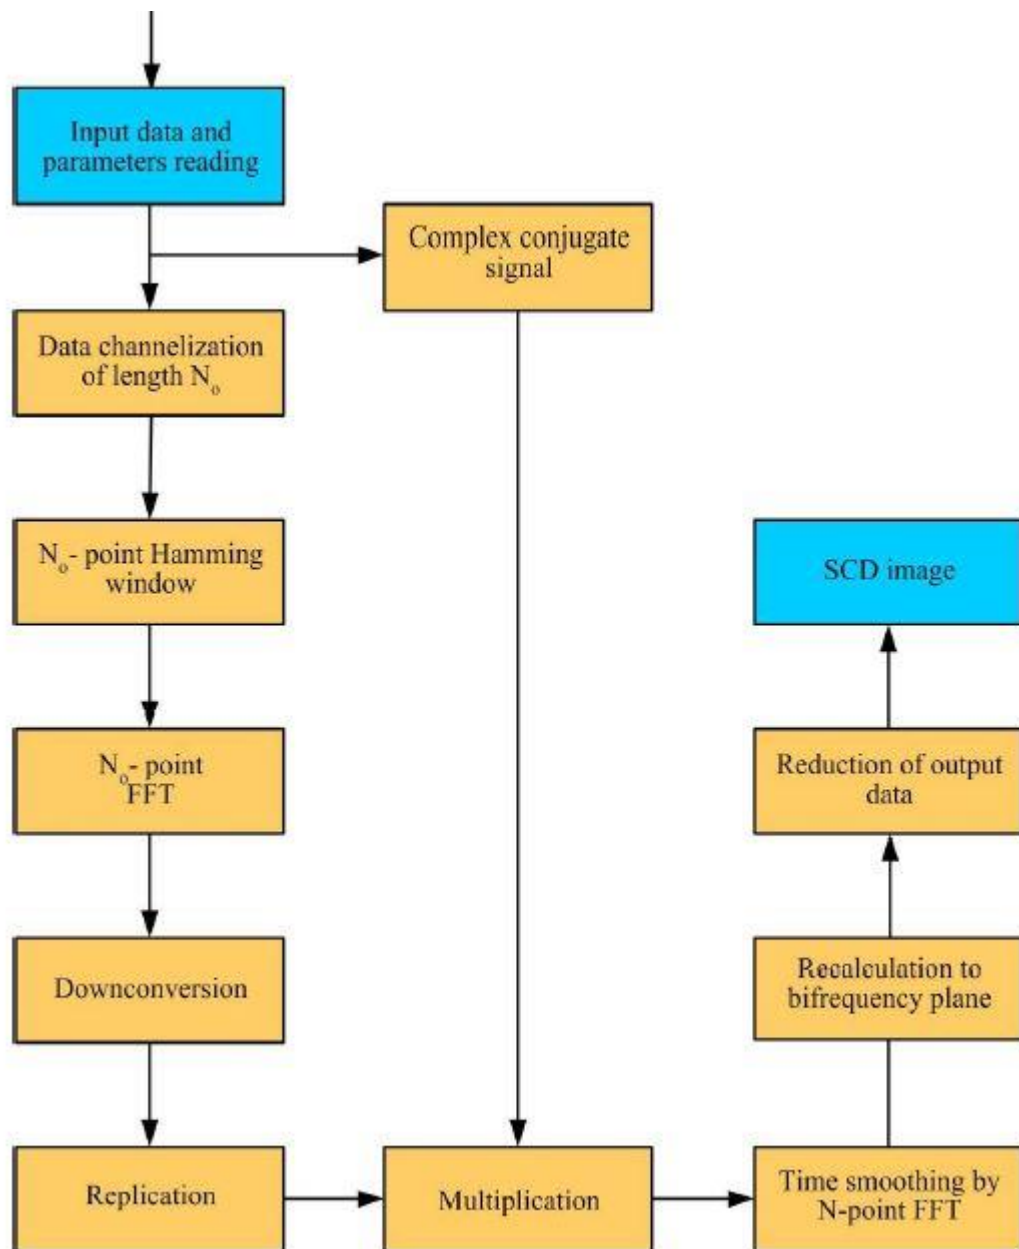 Input data and
parameters reading
Complex conjugate
signal
Data channelization
of length Nₒ
Nₒ- point Hamming
window
Nₒ- point
FFT
Downconversion
Replication
Multiplication
Time smoothing by
N-point FFT
Recalculation to
bifrequency plane
Reduction of output
data
SCD image